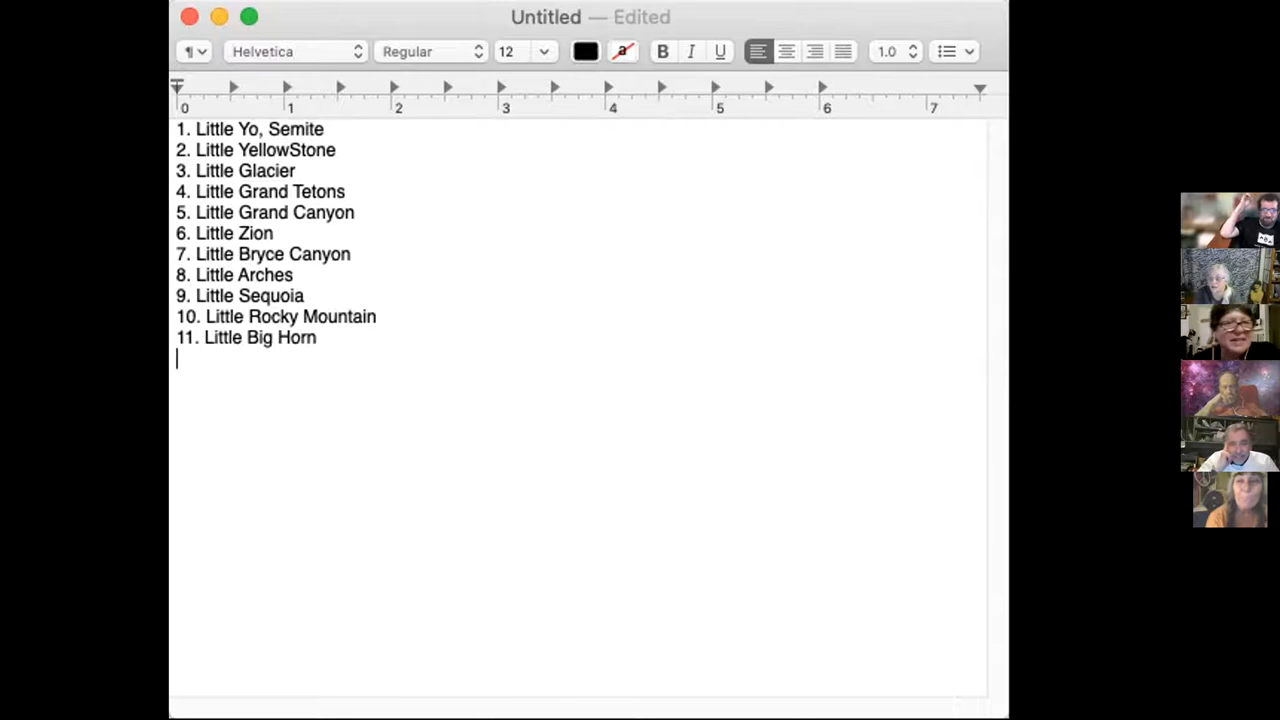 Untitled — Edited
¶ Helvetica Regular 12 a B I U 1.0
0 1 2 3 4 5 6 7
1. Little Yo, Semite
2. Little YellowStone
3. Little Glacier
4. Little Grand Tetons
5. Little Grand Canyon
6. Little Zion
7. Little Bryce Canyon
8. Little Arches
9. Little Sequoia
10. Little Rocky Mountain
11. Little Big Horn